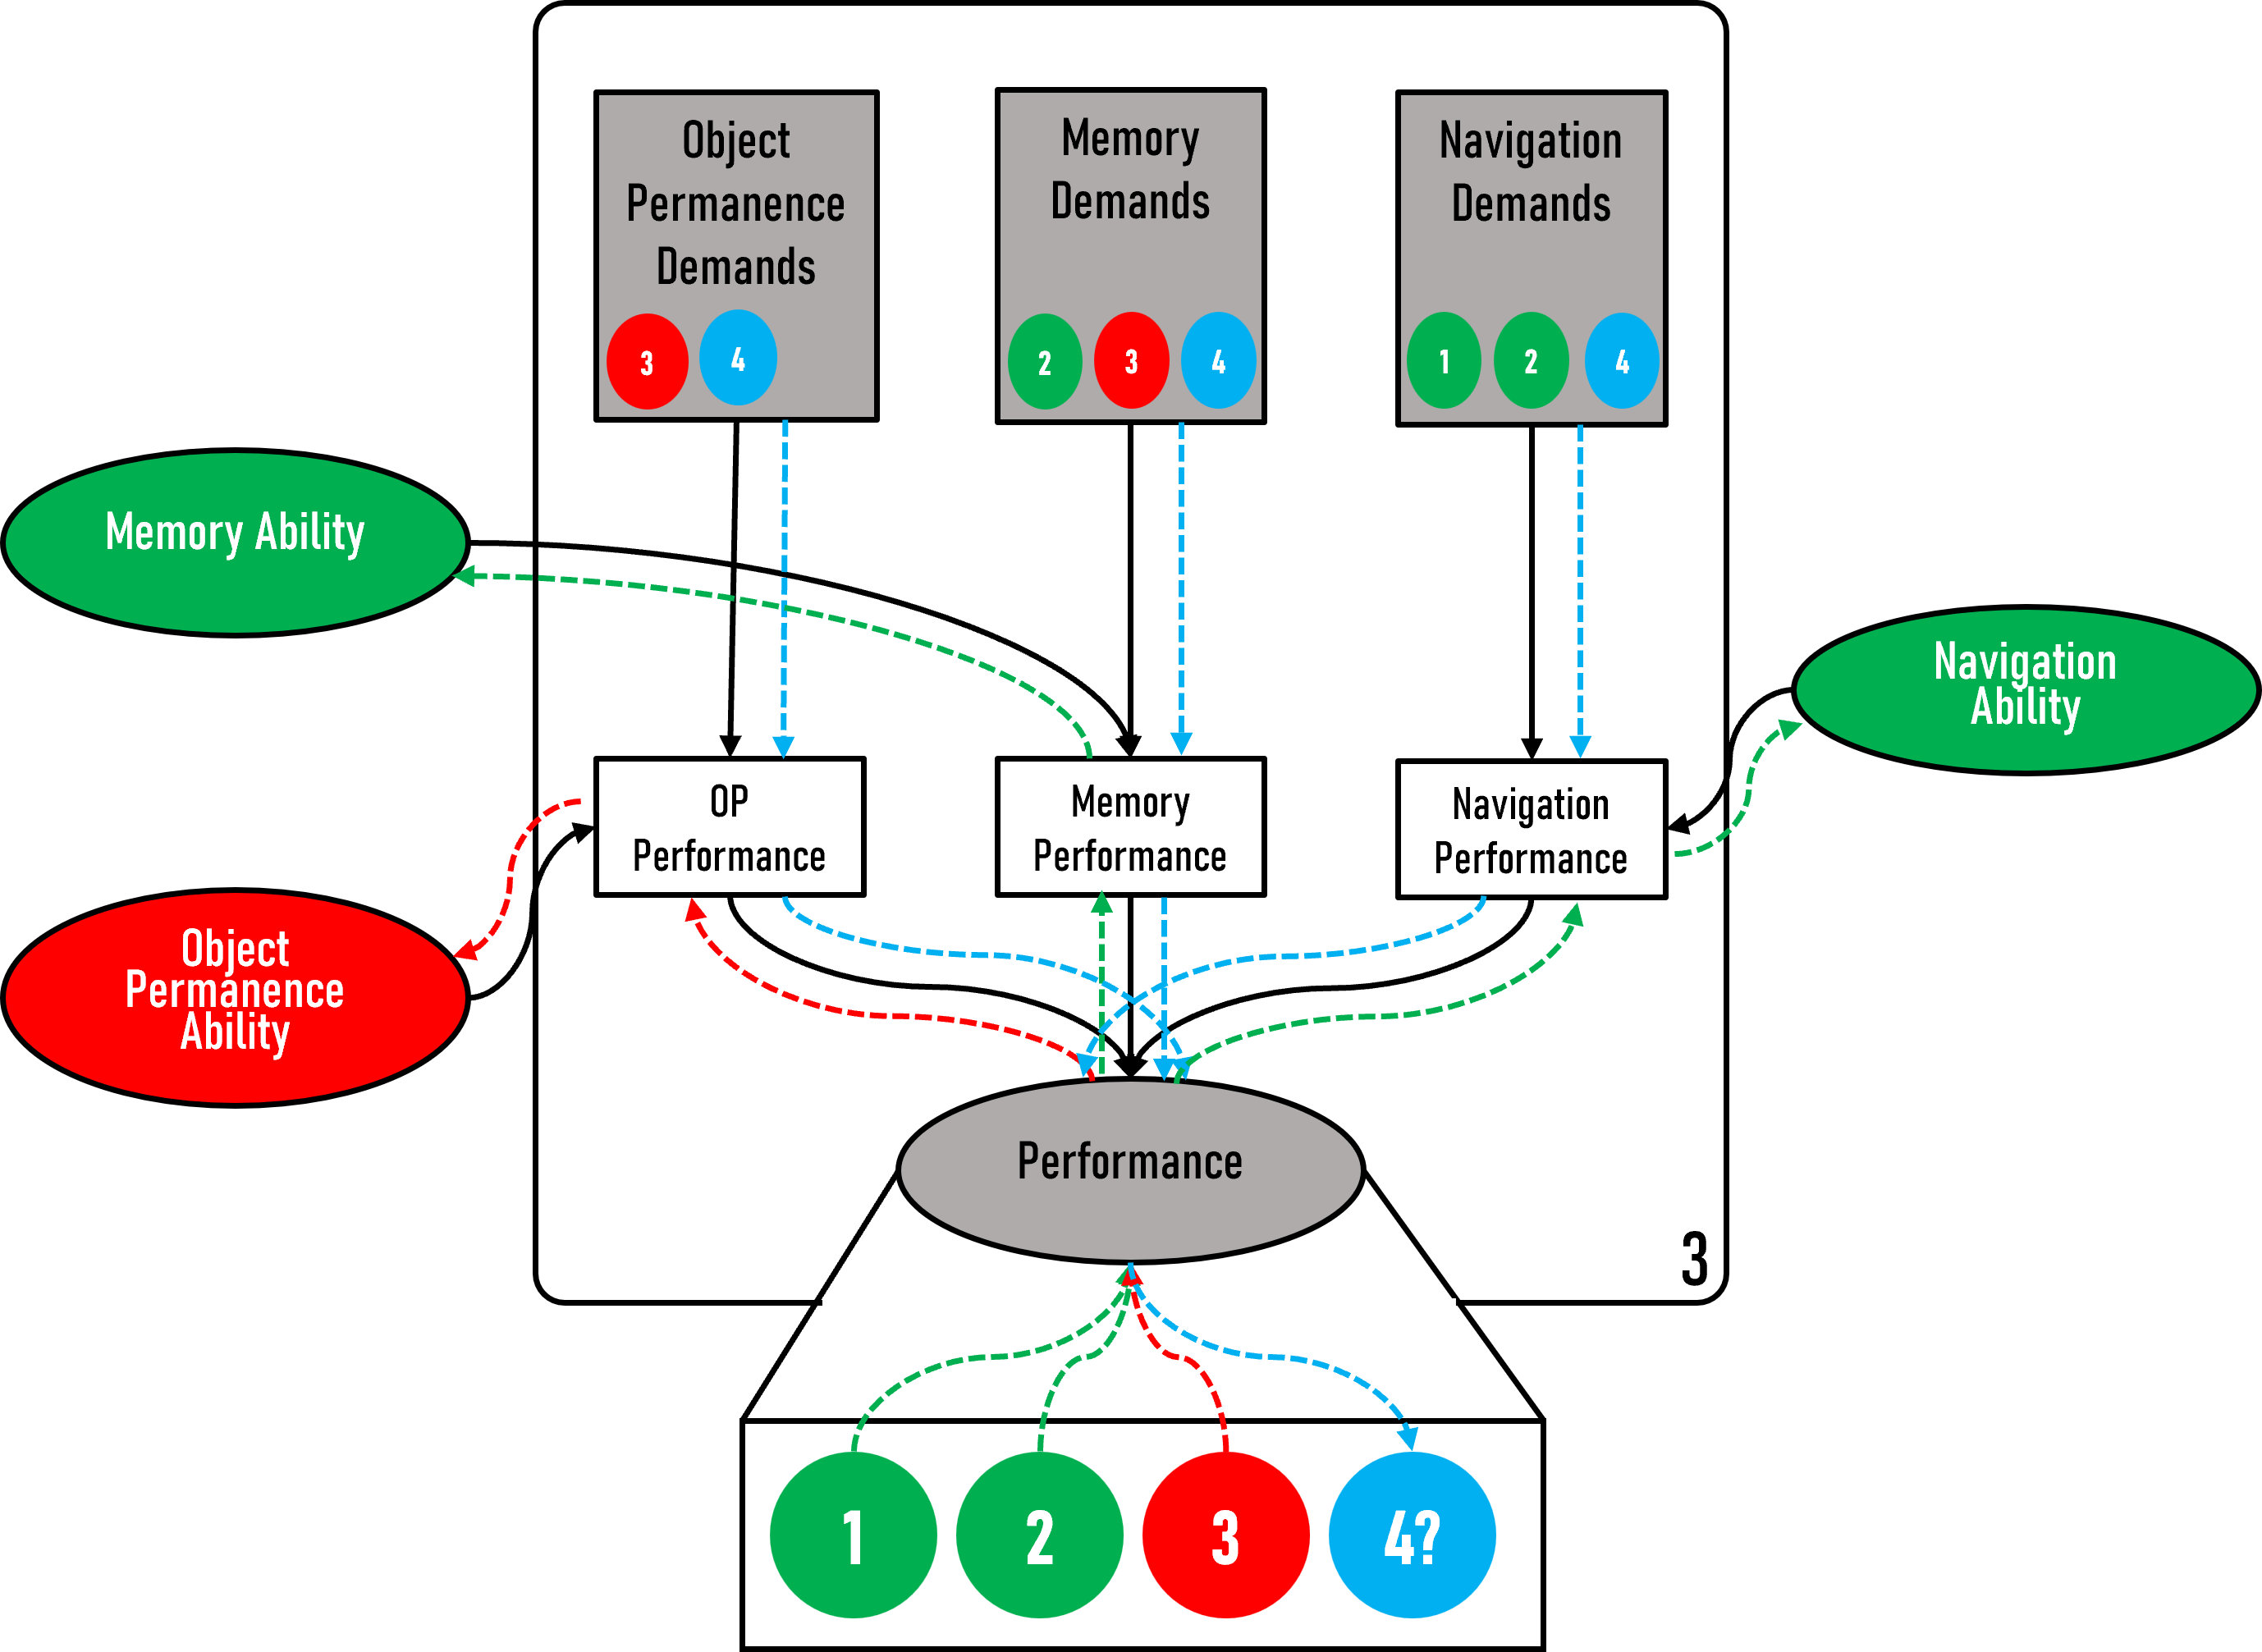 Object
Permanence
Demands
3
4
Memory
Demands
2
3
4
Navigation
Demands
1
2
4
Memory Ability
Navigation
Ability
OP
Performance
Memory
Performance
Navigation
Performance
Object
Permanence
Ability
Performance
3
1
2
3
4?